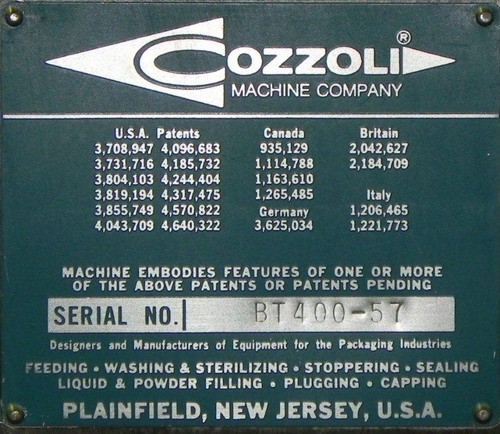 COZZOLI
MACHINE COMPANY
U.S.A. Patents Canada Britain
3,708,947 4,096,683 935,129 2,042,627
3,731,716 4,185,732 1,114,788 2,184,709
3,804,103 4,244,404 1,163,610
3,819,194 4,317,475 1,265,485 Italy
3,855,749 4,570,822 Germany 1,206,465
4,043,709 4,640,322 3,625,034 1,221,773
MACHINE EMBODIES FEATURES OF ONE OR MORE
OF THE ABOVE PATENTS OR PATENTS PENDING
SERIAL NO. BT400-57
Designers and Manufacturers of Equipment for the Packaging Industries
FEEDING • WASHING & STERILIZING • STOPPERING • SEALING
LIQUID & POWDER FILLING • PLUGGING • CAPPING
PLAINFIELD, NEW JERSEY, U.S.A.